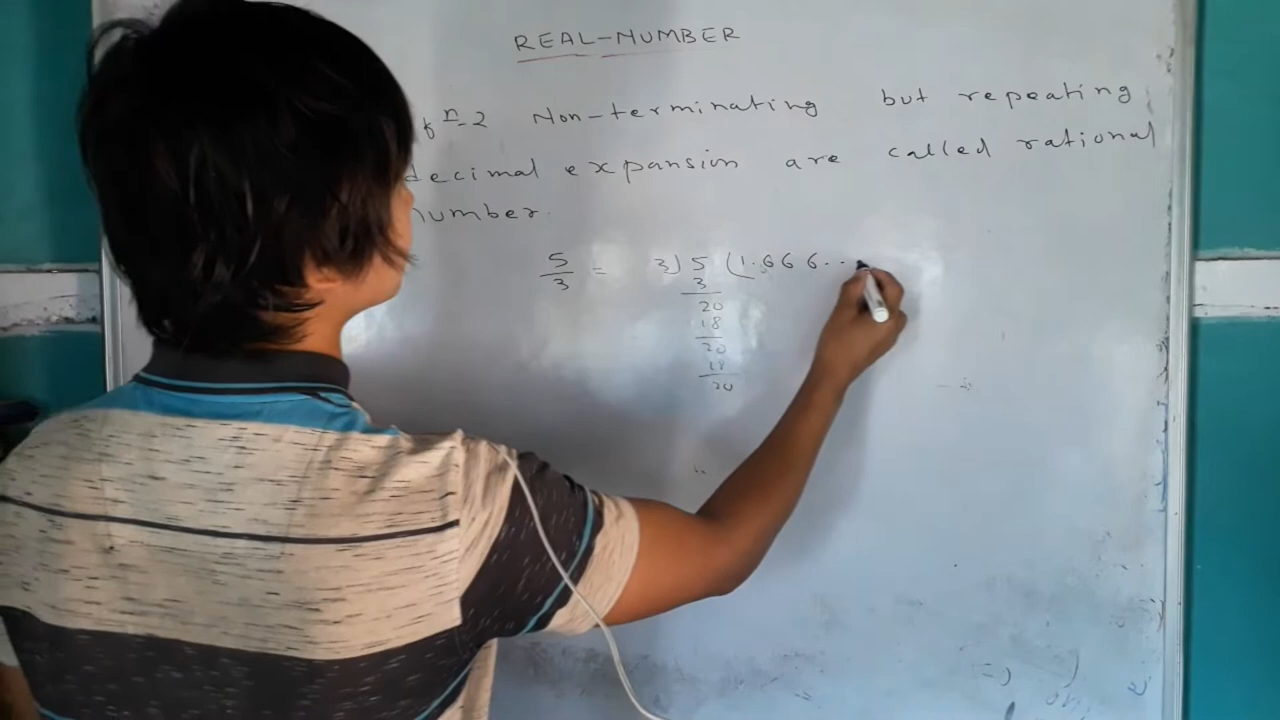 REAL-NUMBER
Non-terminating but repeating
decimal expansion are called rational
number.
5/3 = 3) 5 (1.666...
3
20
18
20
18
20